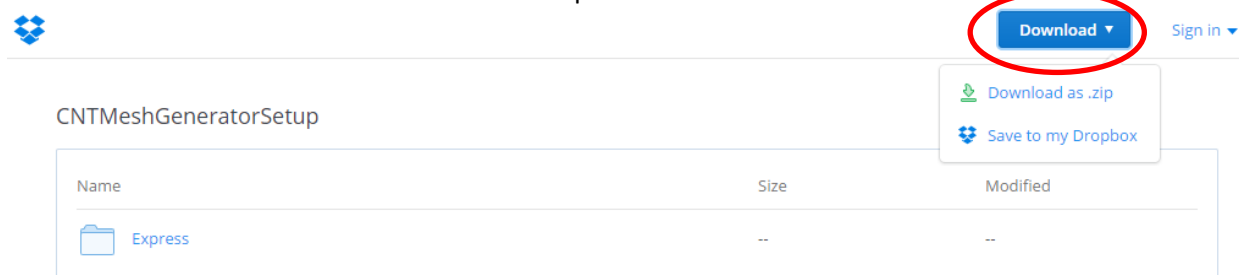 Download ▼ Sign in ▼
Download as .zip
CNTMeshGeneratorSetup
Save to my Dropbox
Name Size Modified
Express -- --